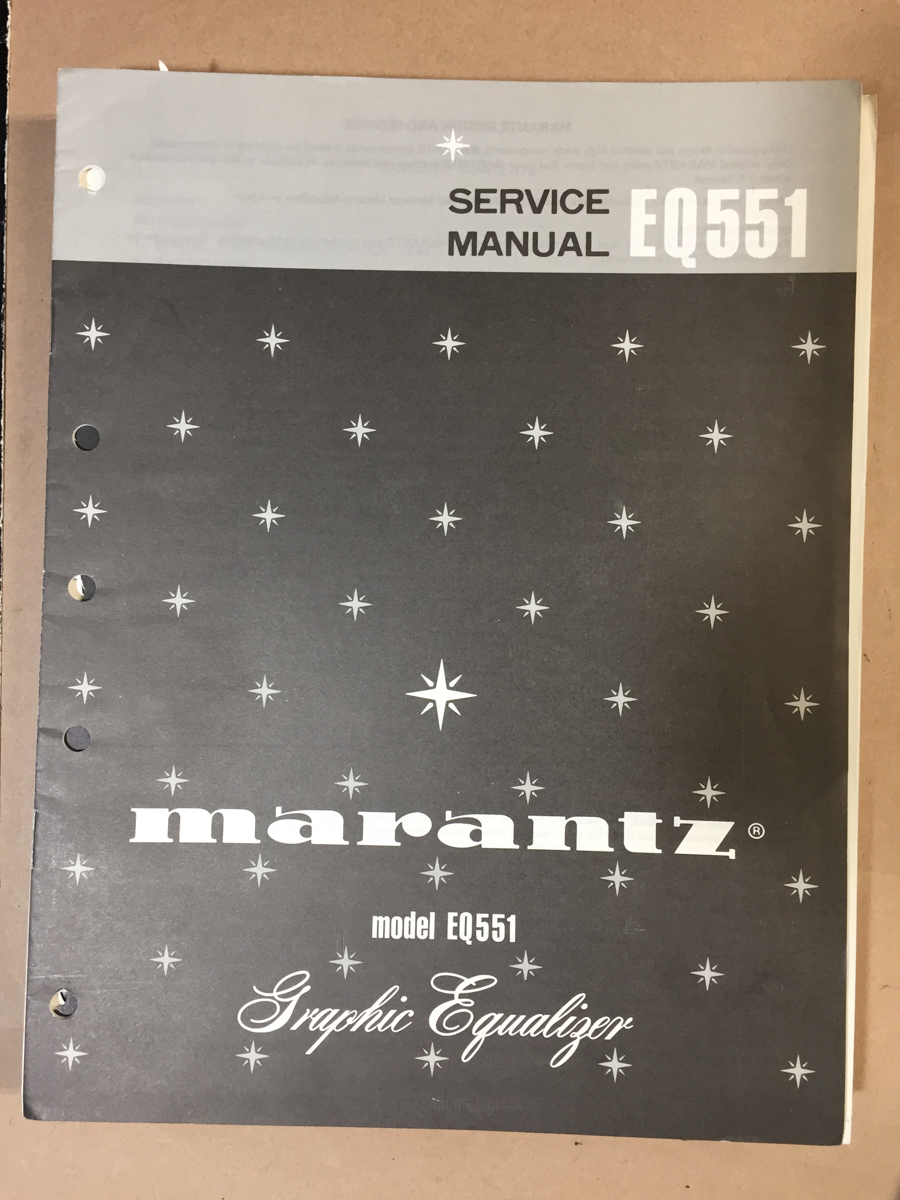 SERVICE
MANUAL EQ551
marantz®
model EQ551
Graphic Equalizer